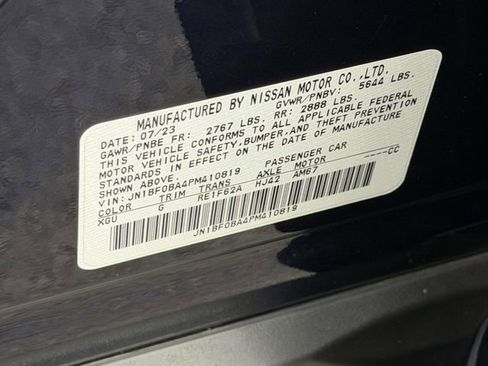 MANUFACTURED BY NISSAN MOTOR CO.,LTD.
DATE: 07/23 GVWR/PNBV: 5644 LBS.
GAWR/PNBE FR: 2767 LBS. RR: 2888 LBS.
THIS VEHICLE CONFORMS TO ALL APPLICABLE FEDERAL
MOTOR VEHICLE SAFETY,BUMPER,AND THEFT PREVENTION
STANDARDS IN EFFECT ON THE DATE OF MANUFACTURE
SHOWN ABOVE.
VIN: JN1BF0BA4PM410819 PASSENGER CAR
COLOR TRIM TRANS AXLE MOTOR ----CC
XGU G RE1F62A HJ42 AM67
JN1BF0BA4PM410819